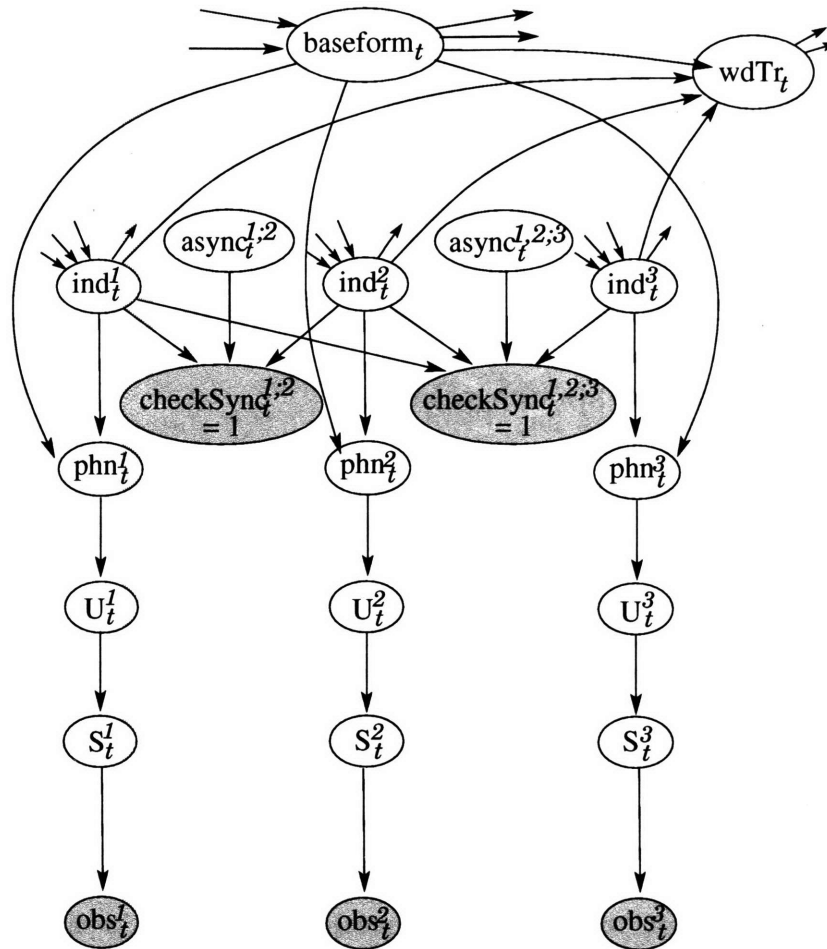 baseform_t
wdTr_t
async_t^1;2
async_t^1,2;3
ind_t^1
ind_t^2
ind_t^3
checkSync_t^1;2
= 1
checkSync_t^1,2;3
= 1
phn_t^1
phn_t^2
phn_t^3
U_t^1
U_t^2
U_t^3
S_t^1
S_t^2
S_t^3
obs_t^1
obs_t^2
obs_t^3